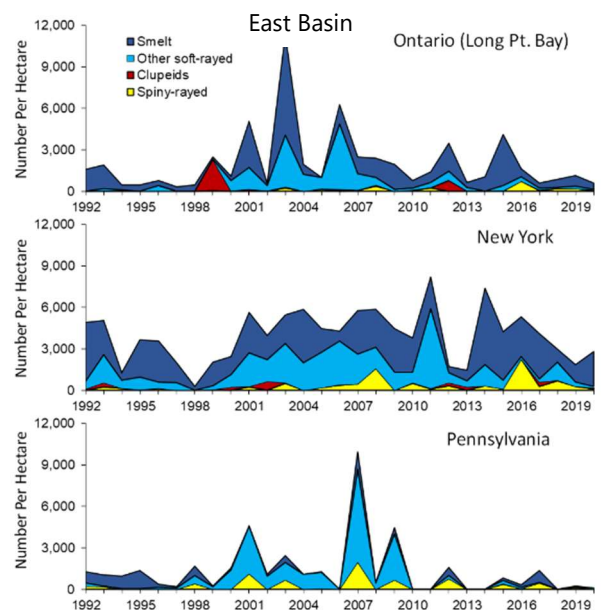 East Basin
Ontario (Long Pt. Bay)
Smelt
Other soft-rayed
Clupeids
Spiny-rayed
Number Per Hectare
12,000
9,000
6,000
3,000
0
1992 1995 1998 2001 2004 2007 2010 2013 2016 2019
New York
Number Per Hectare
12,000
9,000
6,000
3,000
0
1992 1995 1998 2001 2004 2007 2010 2013 2016 2019
Pennsylvania
Number Per Hectare
12,000
9,000
6,000
3,000
0
1992 1995 1998 2001 2004 2007 2010 2013 2016 2019